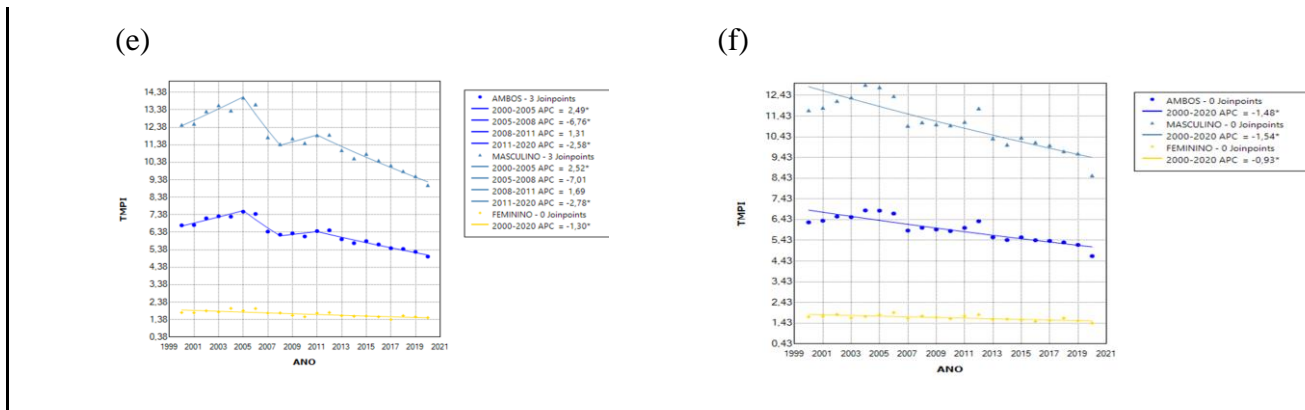 (e)
(f)
14,38
13,38
12,38
11,38
10,38
9,38
8,38
7,38
6,38
5,38
4,38
3,38
2,38
1,38
0,38
TMPI
1999 2001 2003 2005 2007 2009 2011 2013 2015 2017 2019 2021
ANO
AMBOS - 3 Joinpoints
2000-2005 APC = 2,49*
2005-2008 APC = -6,76*
2008-2011 APC = 1,31
2011-2020 APC = -2,58*
MASCULINO - 3 Joinpoints
2000-2005 APC = 2,52*
2005-2008 APC = -7,01
2008-2011 APC = 1,69
2011-2020 APC = -2,78*
FEMININO - 0 Joinpoints
2000-2020 APC = -1,30*
12,43
11,43
10,43
9,43
8,43
7,43
6,43
5,43
4,43
3,43
2,43
1,43
0,43
TMPI
1999 2001 2003 2005 2007 2009 2011 2013 2015 2017 2019 2021
ANO
AMBOS - 0 Joinpoints
2000-2020 APC = -1,48*
MASCULINO - 0 Joinpoints
2000-2020 APC = -1,54*
FEMININO - 0 Joinpoints
2000-2020 APC = -0,93*